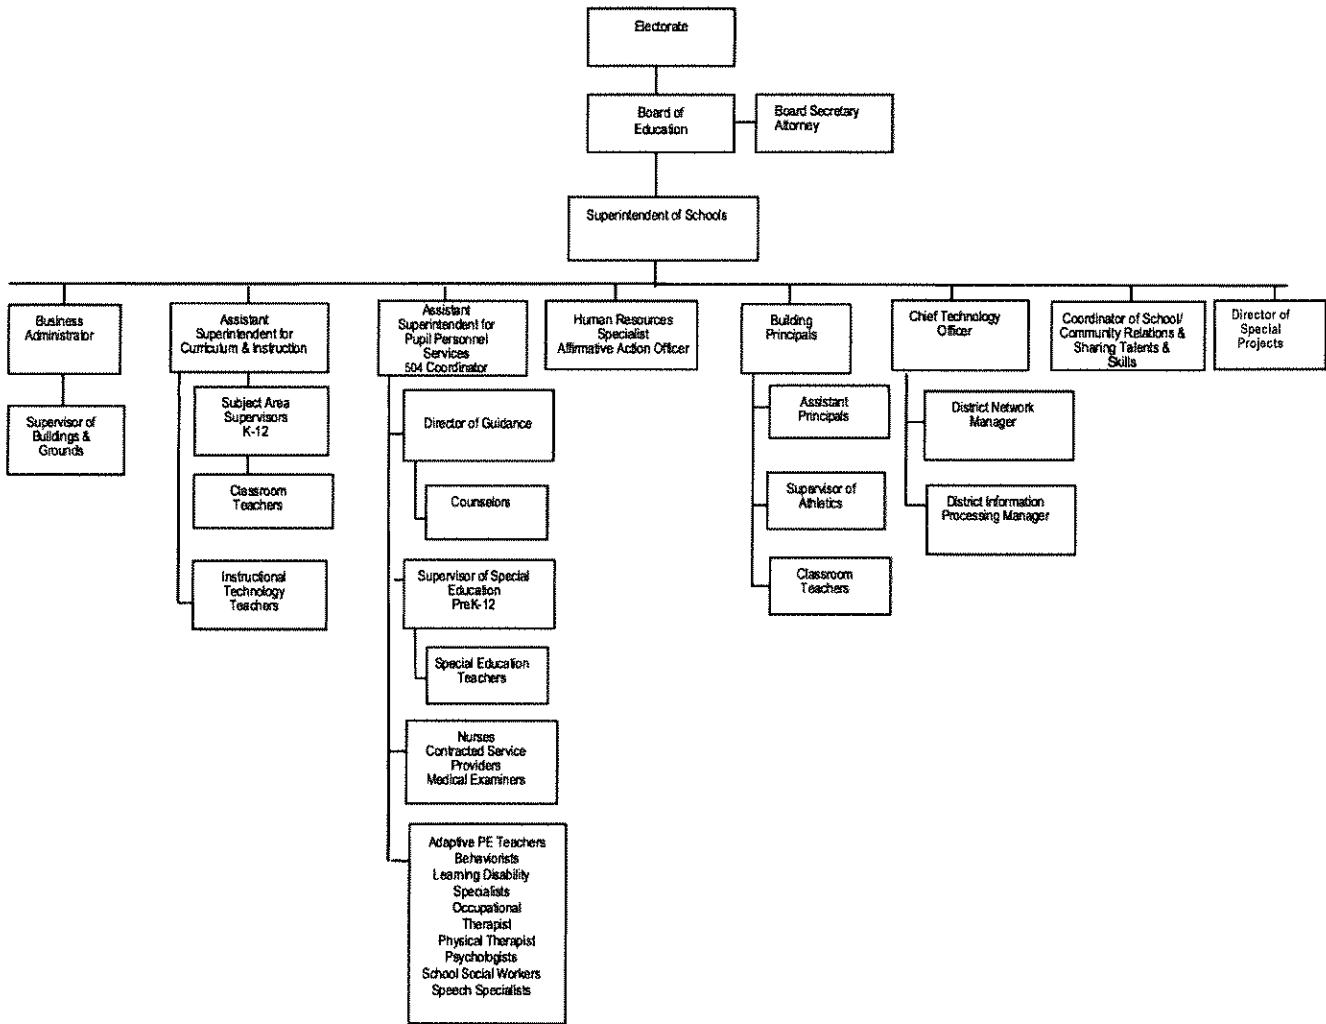 Electorate
Board of
Education
Board Secretary
Attorney
Superintendent of Schools
Business
Administrator
Supervisor of
Buildings &
Grounds
Assistant
Superintendent for
Curriculum & Instruction
Subject Area
Supervisors
K-12
Classroom
Teachers
Instructional
Technology
Teachers
Assistant
Superintendent for
Pupil Personnel
Services
504 Coordinator
Director of Guidance
Counselors
Supervisor of Special
Education
PreK-12
Special Education
Teachers
Nurses
Contracted Service
Providers
Medical Examiners
Adaptive PE Teachers
Behaviorists
Learning Disability
Specialists
Occupational
Therapist
Physical Therapist
Psychologists
School Social Workers
Speech Specialists
Human Resources
Specialist
Affirmative Action Officer
Building
Principals
Assistant
Principals
Supervisor of
Athletics
Classroom
Teachers
Chief Technology
Officer
District Network
Manager
District Information
Processing Manager
Coordinator of School/
Community Relations &
Sharing Talents &
Skills
Director of
Special
Projects